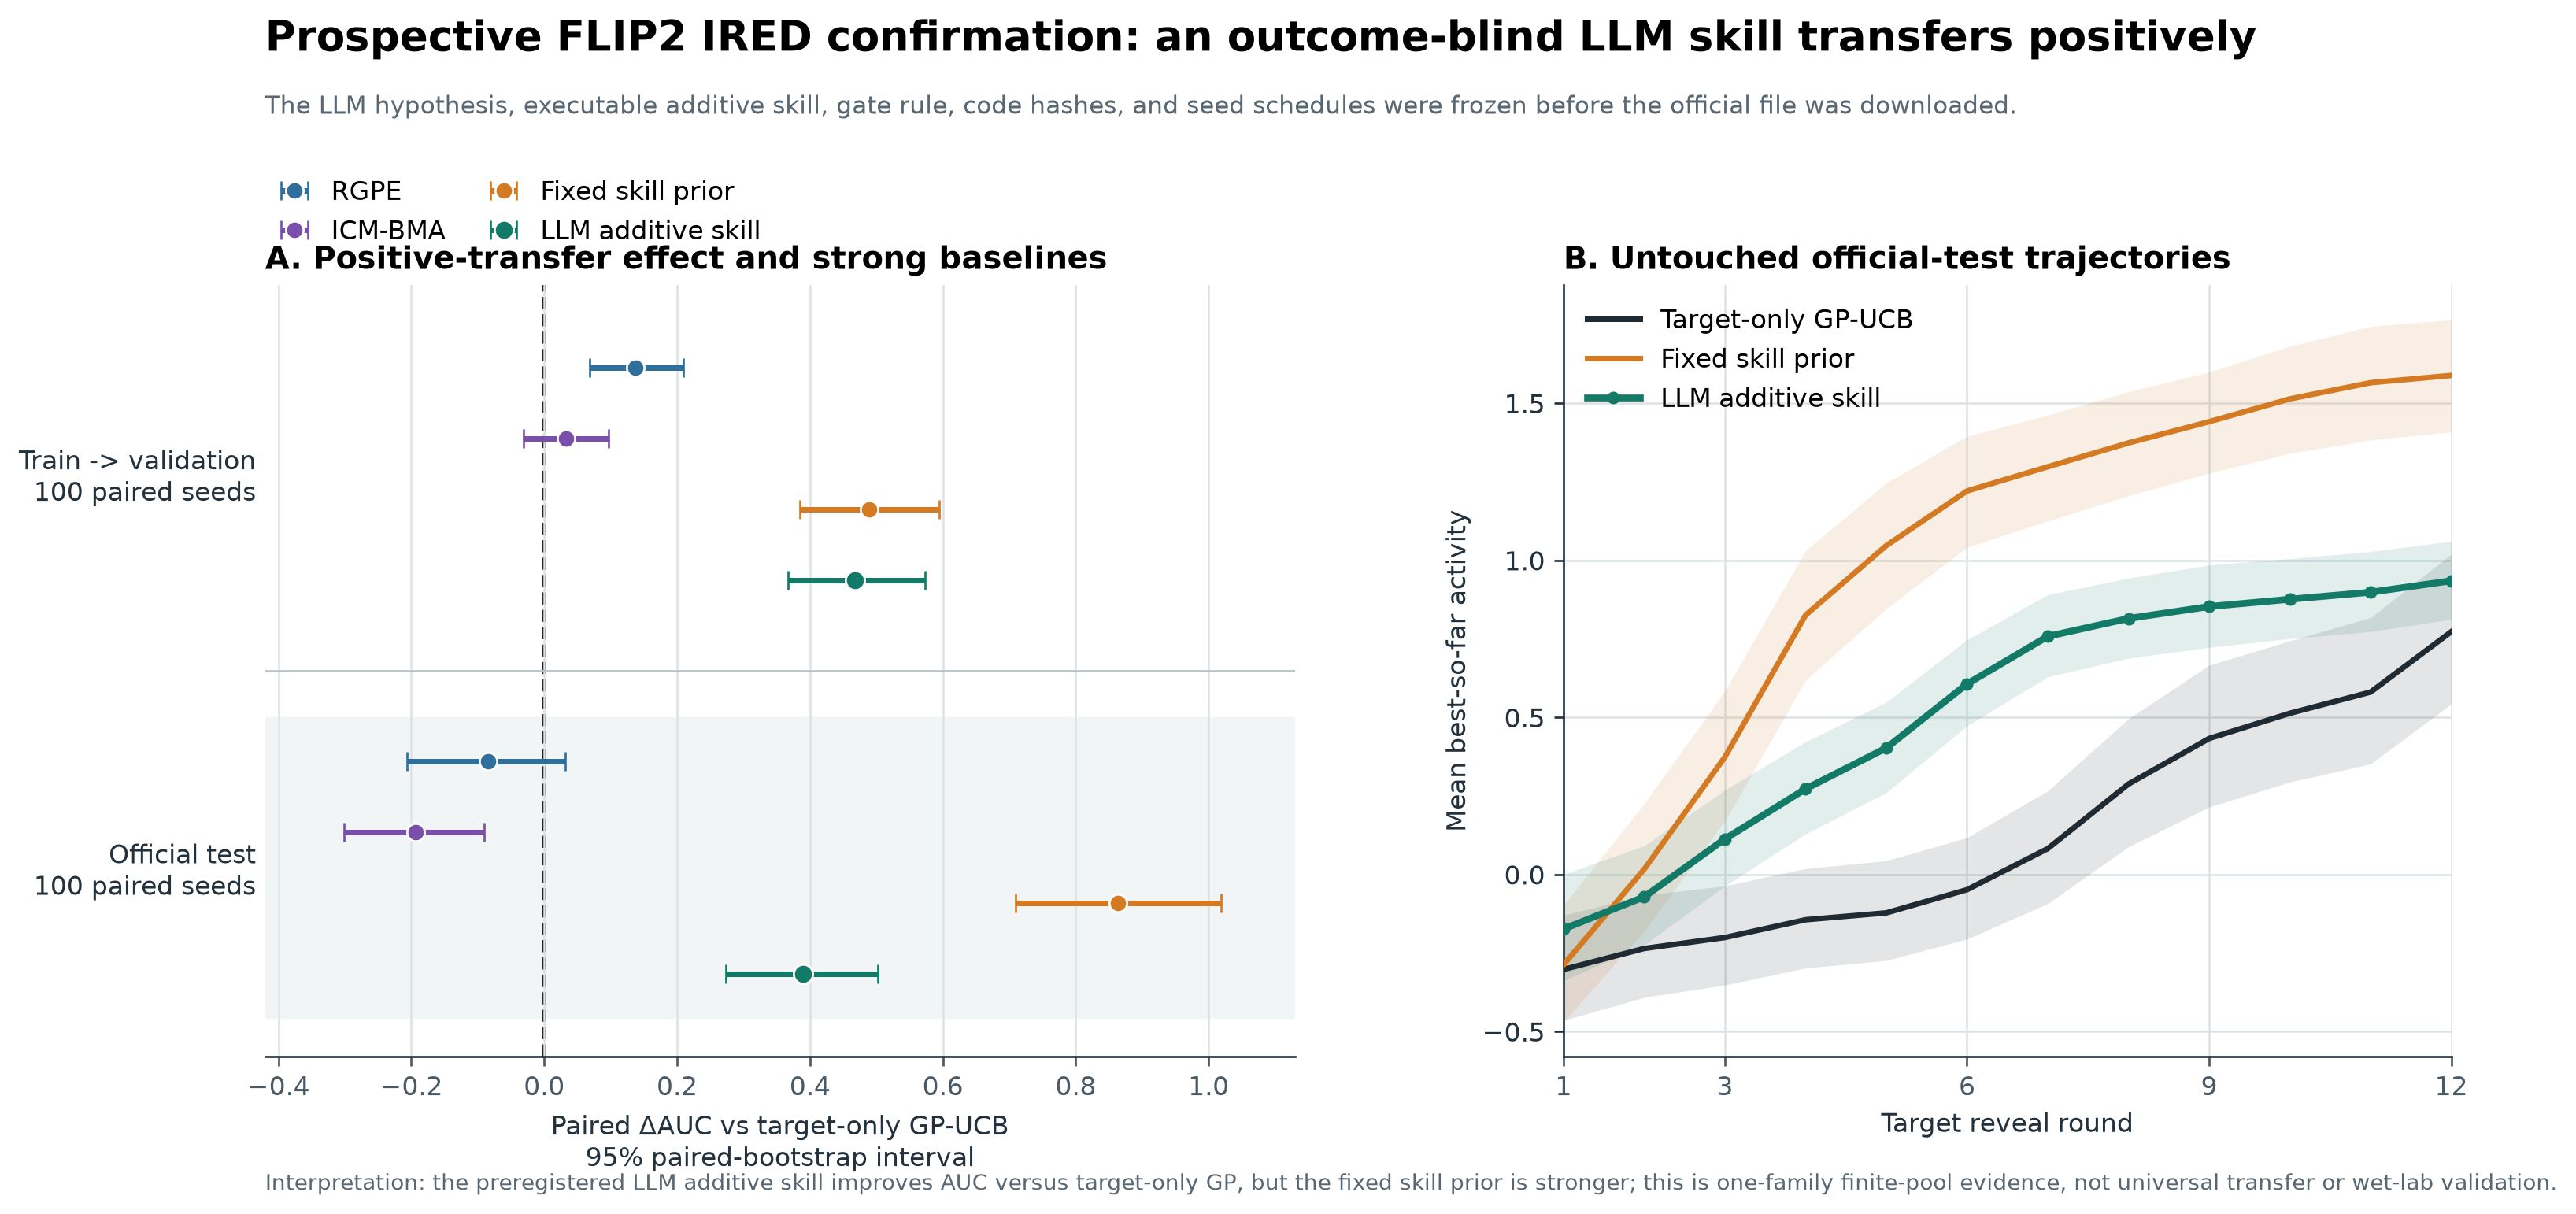 Prospective FLIP2 IRED confirmation: an outcome-blind LLM skill transfers positively
The LLM hypothesis, executable additive skill, gate rule, code hashes, and seed schedules were frozen before the official file was downloaded.
RGPE
Fixed skill prior
ICM-BMA
LLM additive skill
A. Positive-transfer effect and strong baselines
Train -> validation
100 paired seeds
Official test
100 paired seeds
−0.4 −0.2 0.0 0.2 0.4 0.6 0.8 1.0
Paired ΔAUC vs target-only GP-UCB
95% paired-bootstrap interval
B. Untouched official-test trajectories
Target-only GP-UCB
Fixed skill prior
LLM additive skill
Mean best-so-far activity
1.5
1.0
0.5
0.0
−0.5
1 3 6 9 12
Target reveal round
Interpretation: the preregistered LLM additive skill improves AUC versus target-only GP, but the fixed skill prior is stronger; this is one-family finite-pool evidence, not universal transfer or wet-lab validation.